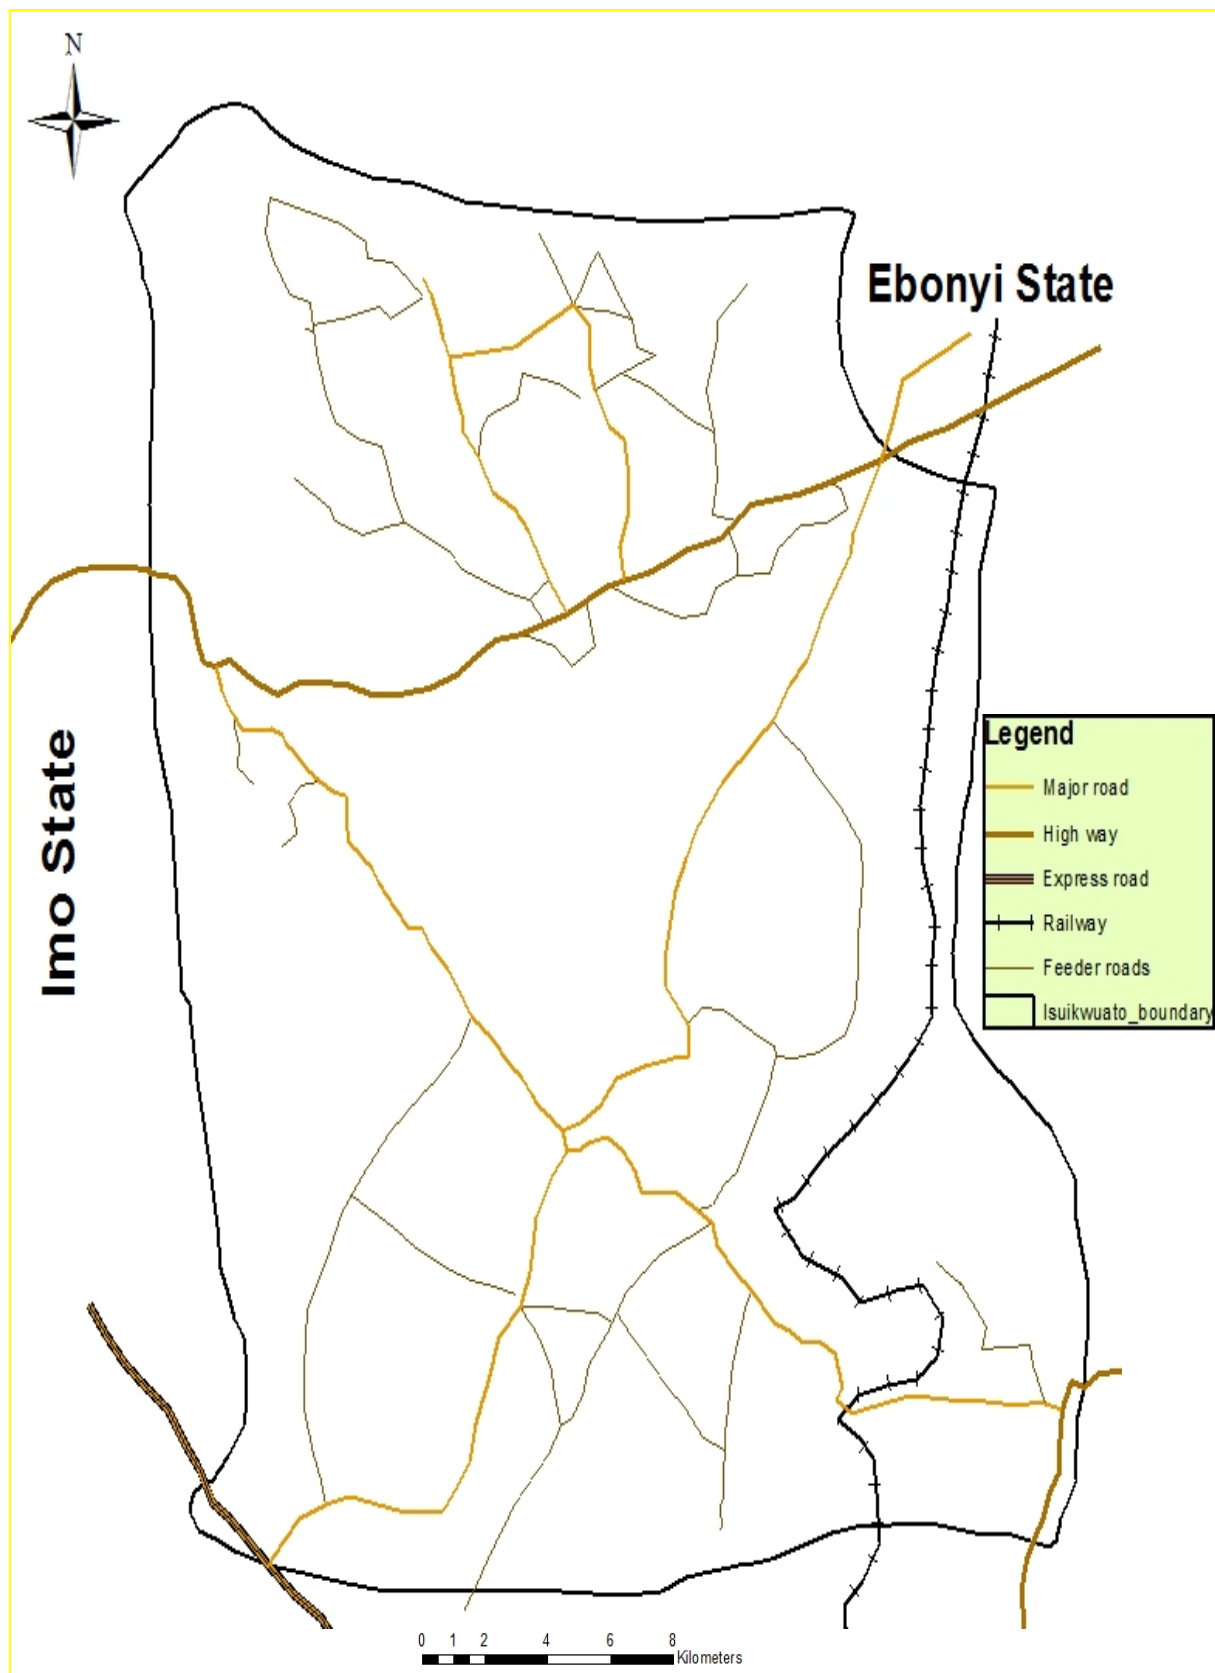 N
Ebonyi State
Imo State
Legend
Major road
High way
Express road
Railway
Feeder roads
Isuikwuato_boundary
0 1 2 4 6 8
Kilometers